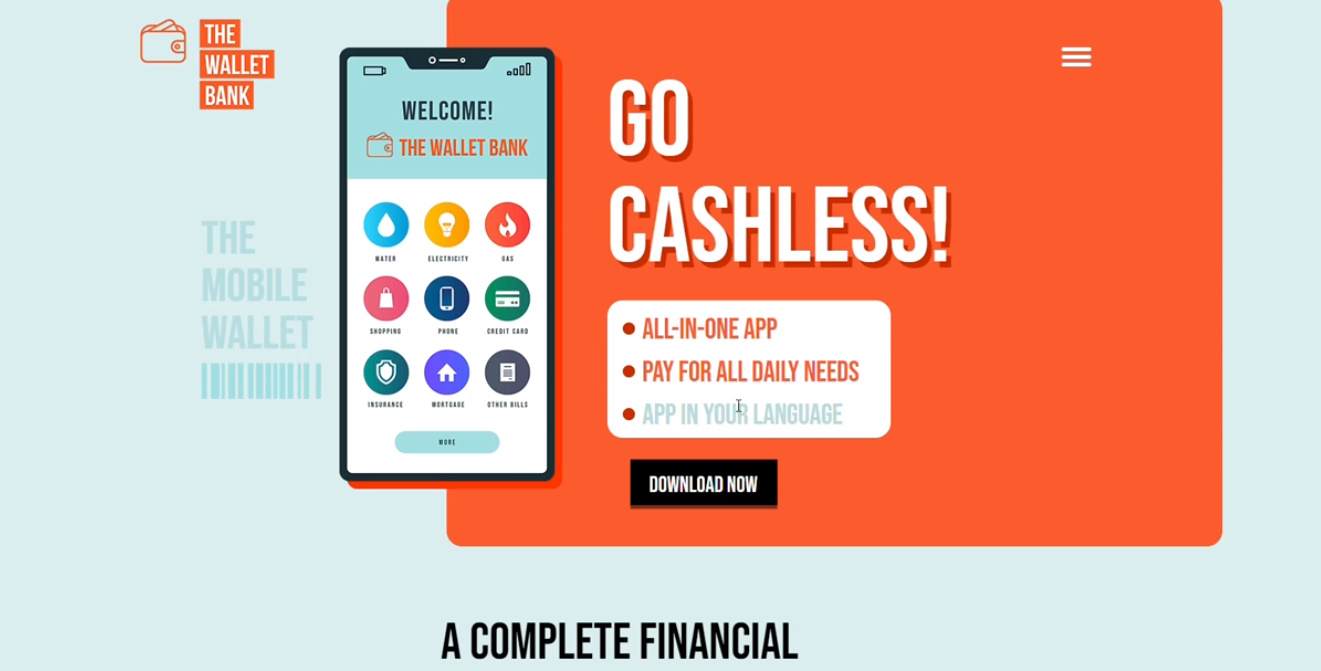 THE
WALLET
BANK
WELCOME!
THE WALLET BANK
WATER
ELECTRICITY
GAS
SHOPPING
PHONE
CREDIT CARD
INSURANCE
MORTGAGE
OTHER BILLS
MORE
THE
MOBILE
WALLET
GO
CASHLESS!
ALL-IN-ONE APP
PAY FOR ALL DAILY NEEDS
APP IN YOUR LANGUAGE
DOWNLOAD NOW
A COMPLETE FINANCIAL